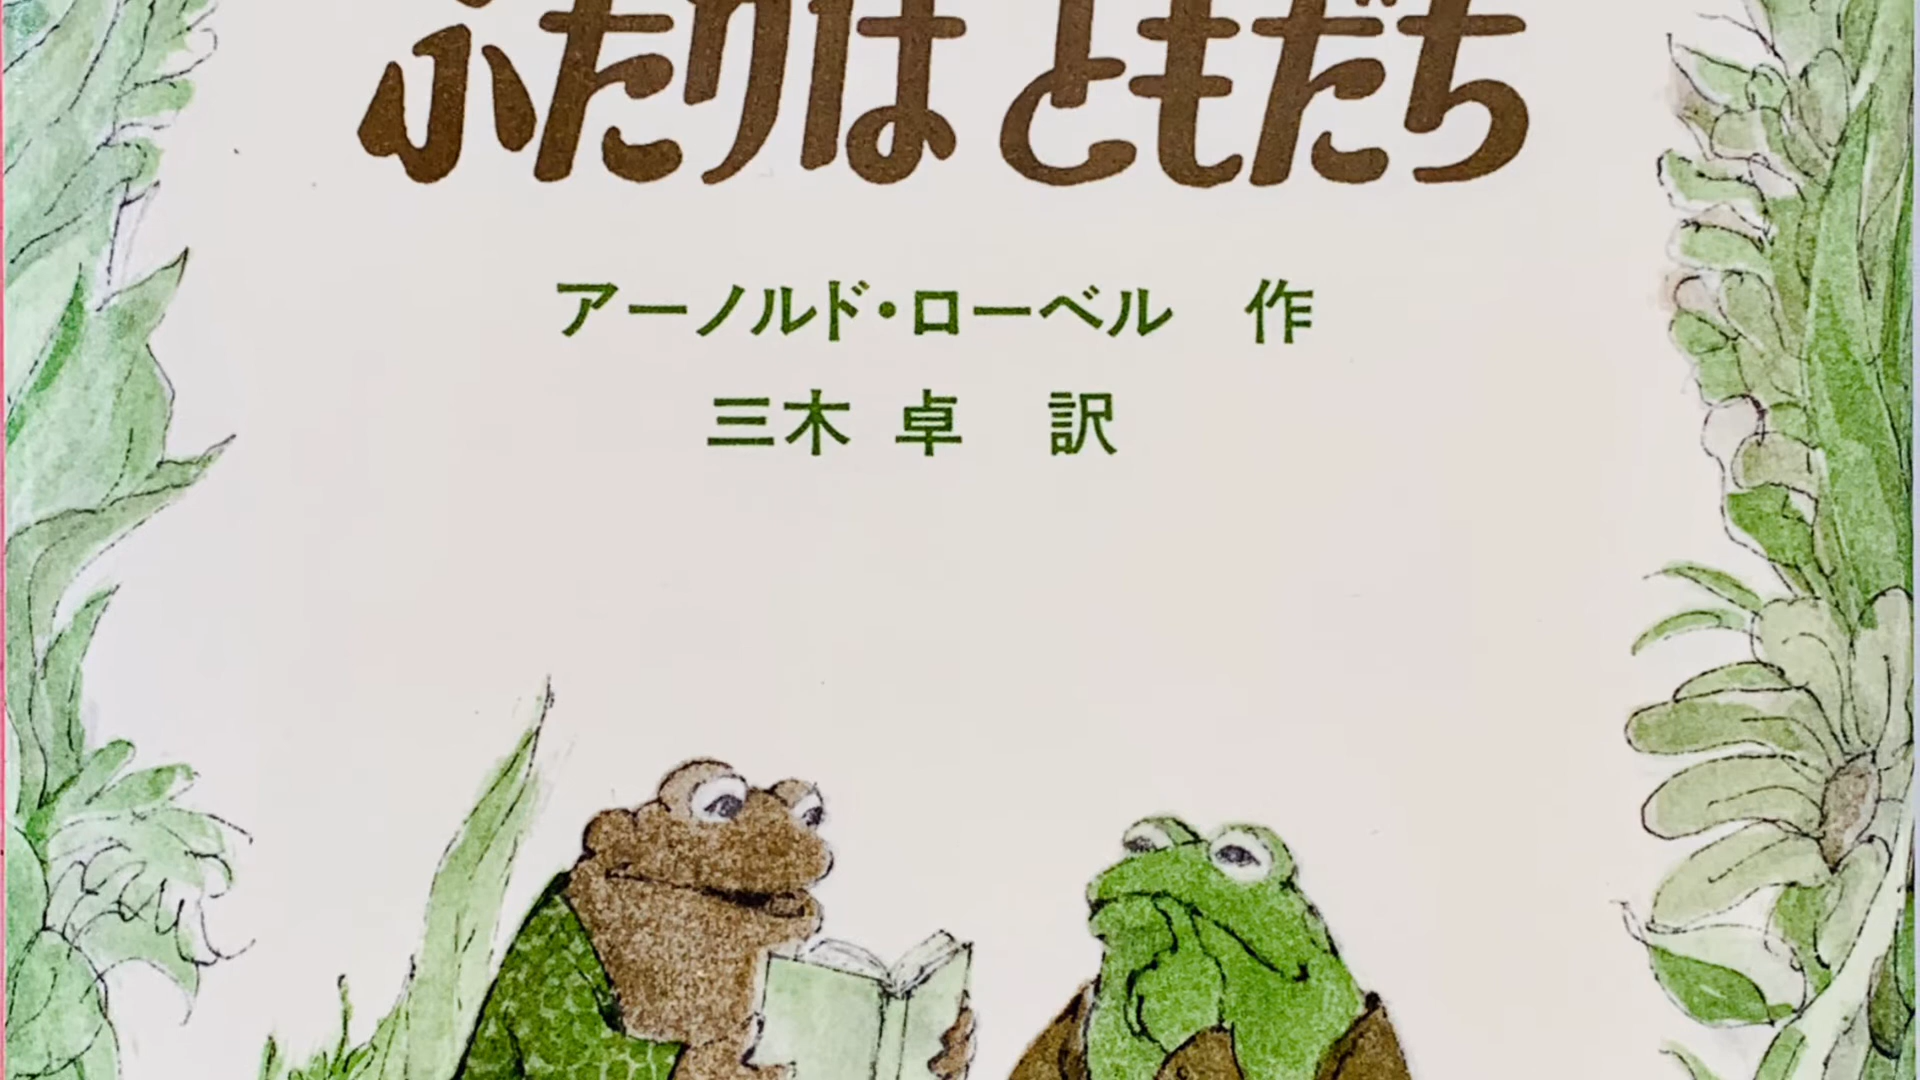 ふたりは ともだち
アーノルド・ローベル 作
三木 卓 訳